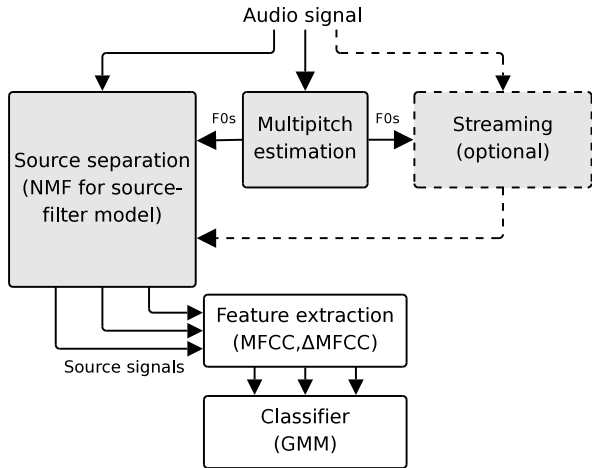 Audio signal
F0s
F0s
Source separation
(NMF for source-
filter model)
Multipitch
estimation
Streaming
(optional)
Feature extraction
(MFCC,ΔMFCC)
Source signals
Classifier
(GMM)